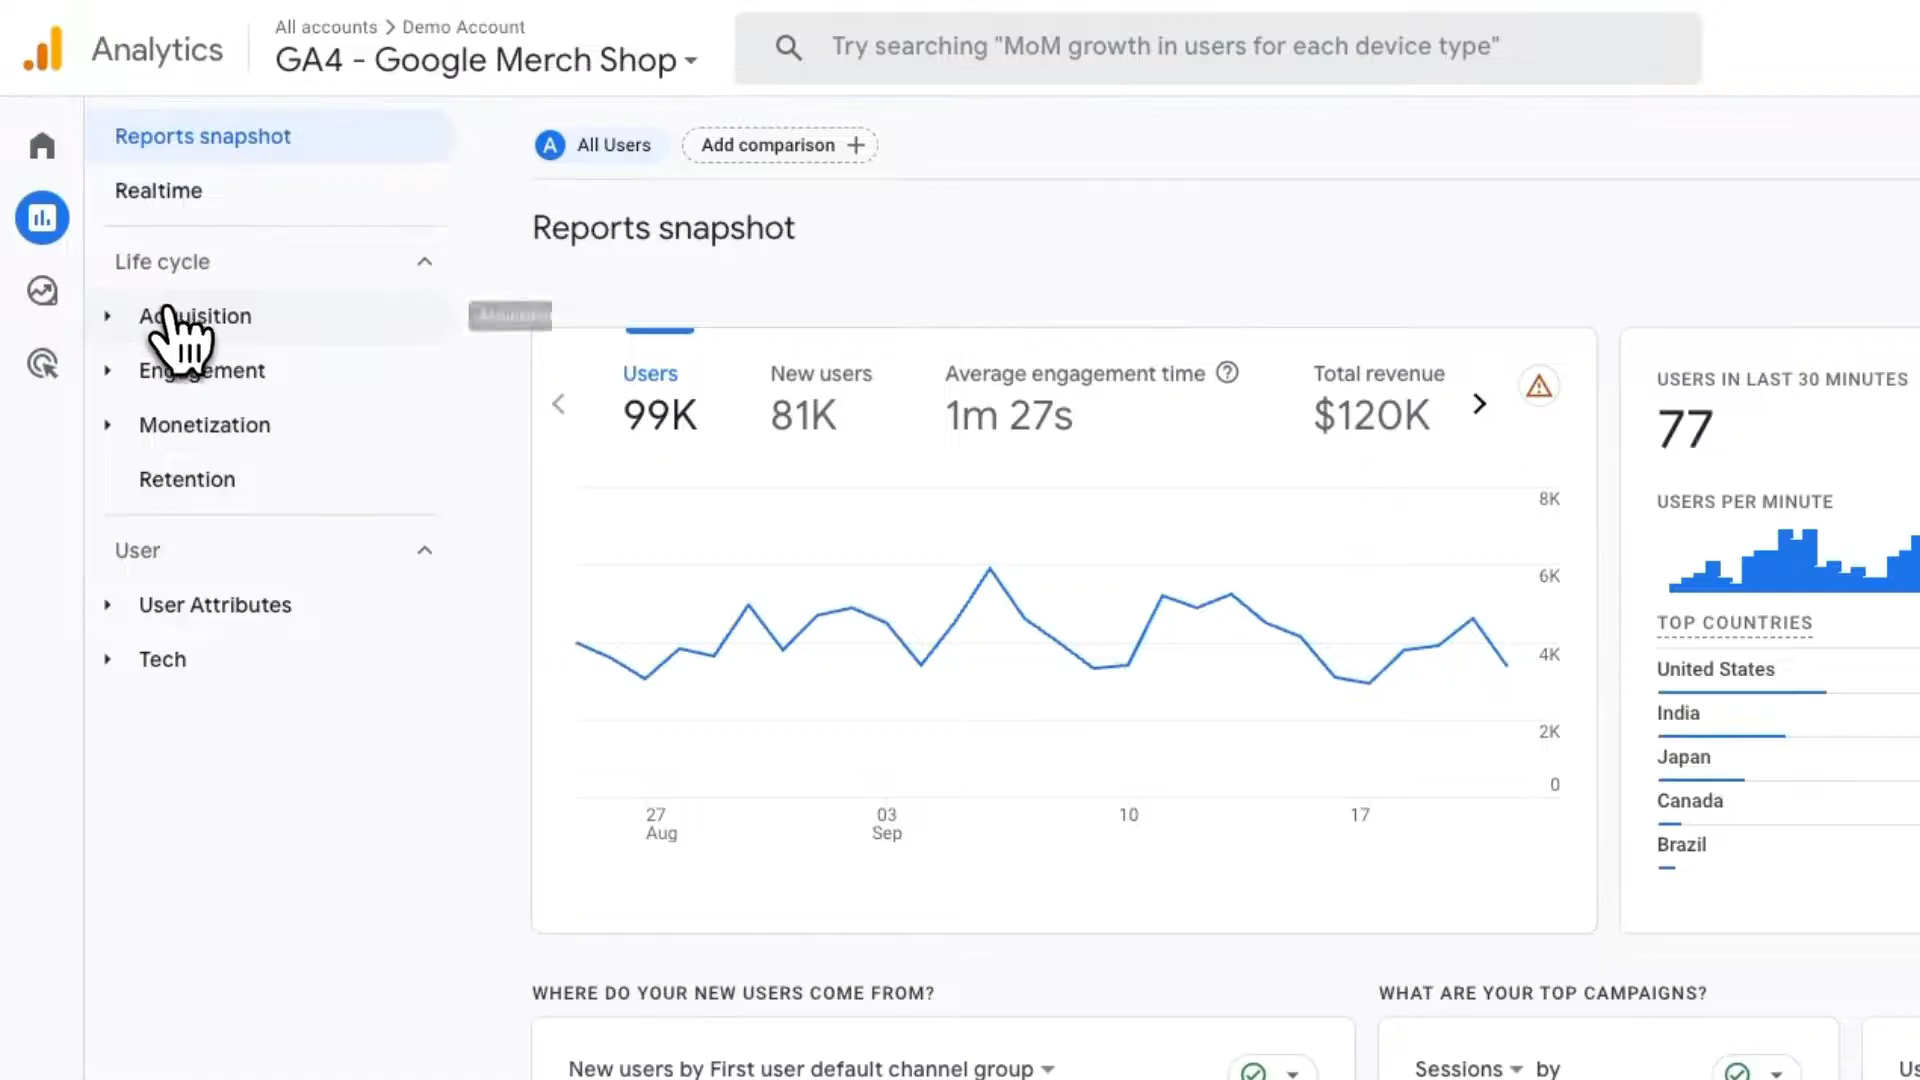 Analytics
All accounts > Demo Account
GA4 - Google Merch Shop
Try searching "MoM growth in users for each device type"
Reports snapshot
Realtime
Life cycle
Acquisition
Engagement
Monetization
Retention
User
User Attributes
Tech
A All Users
Add comparison +
Reports snapshot
Users
99K
New users
81K
Average engagement time
1m 27s
Total revenue
$120K
8K
6K
4K
2K
0
27
Aug
03
Sep
10
17
USERS IN LAST 30 MINUTES
77
USERS PER MINUTE
TOP COUNTRIES
United States
India
Japan
Canada
Brazil
WHERE DO YOUR NEW USERS COME FROM?
New users by First user default channel group
WHAT ARE YOUR TOP CAMPAIGNS?
Sessions by